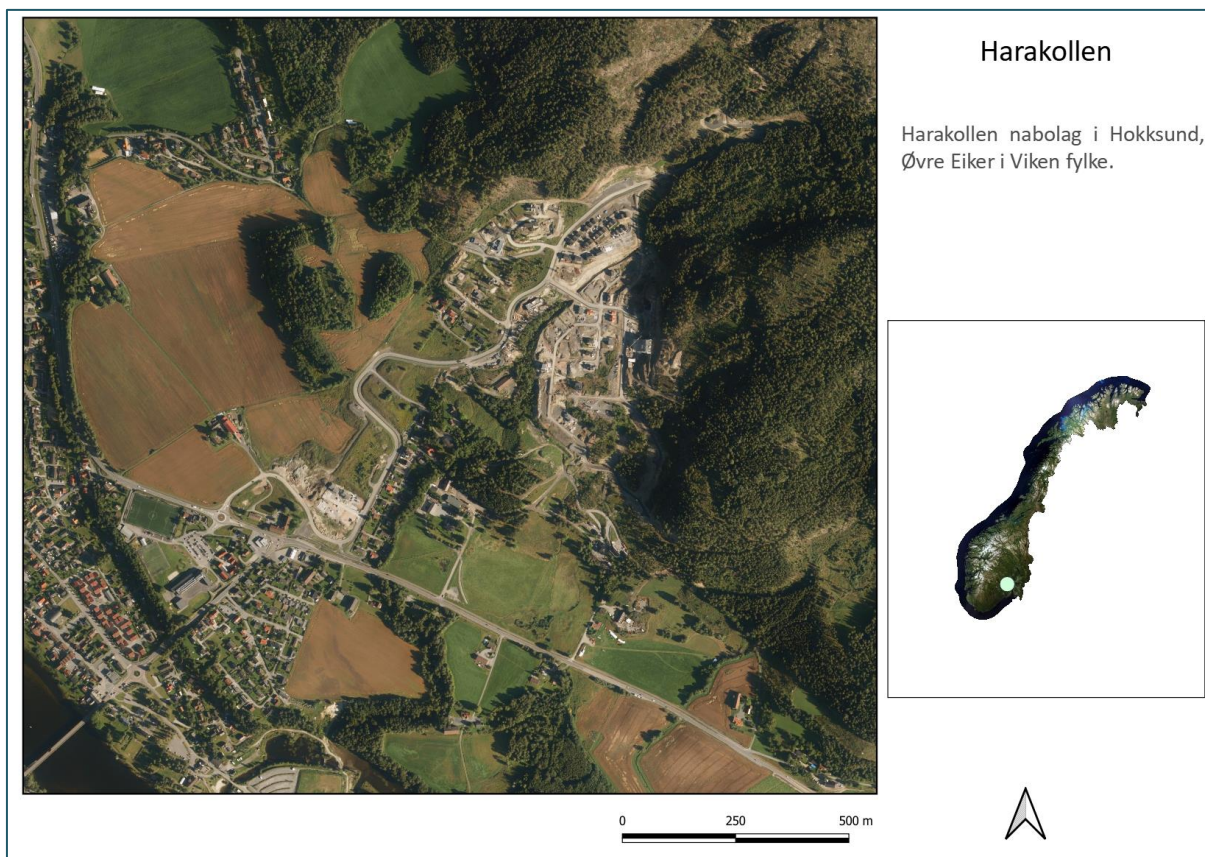 Harakollen
Harakollen nabolag i Hokksund,
Øvre Eiker i Viken fylke.
0 250 500 m